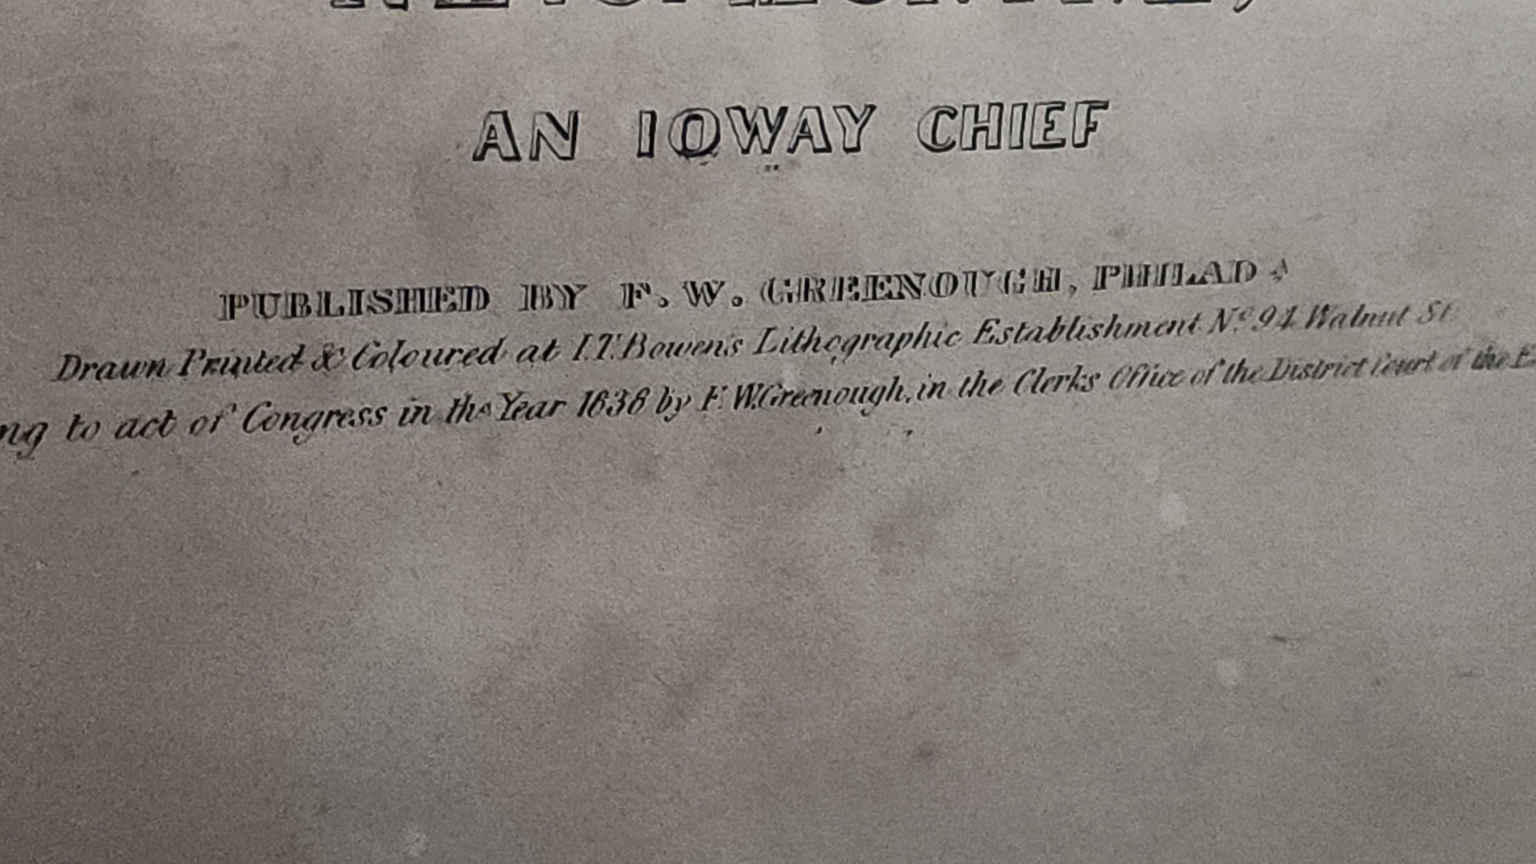 AN IOWAY CHIEF
PUBLISHED BY F. W. GREENOUGH, PHILADA
Drawn Printed & Coloured at I.T. Bowen's Lithographic Establishment No. 94 Walnut St.
ng to act of Congress in the Year 1838 by F. W. Greenough, in the Clerks Office of the District Court of the E